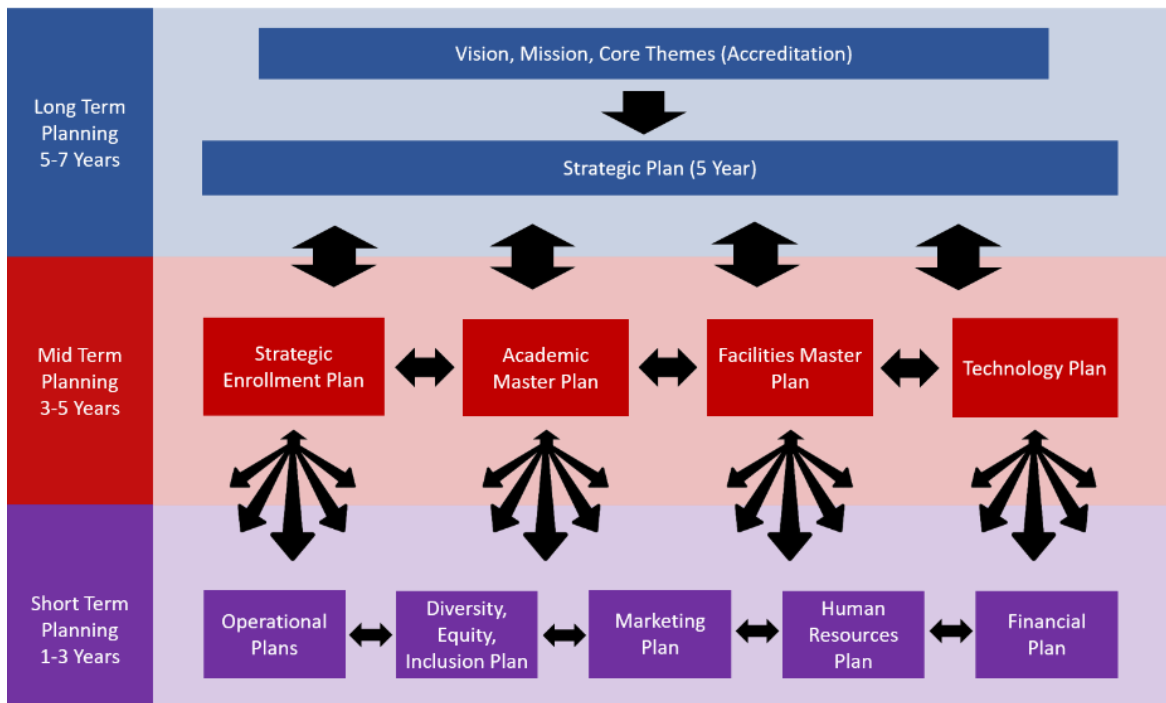 Vision, Mission, Core Themes (Accreditation)
Long Term
Planning
5-7 Years
Strategic Plan (5 Year)
Mid Term
Planning
3-5 Years
Strategic
Enrollment Plan
Academic
Master Plan
Facilities Master
Plan
Technology Plan
Short Term
Planning
1-3 Years
Operational
Plans
Diversity,
Equity,
Inclusion Plan
Marketing
Plan
Human
Resources
Plan
Financial
Plan